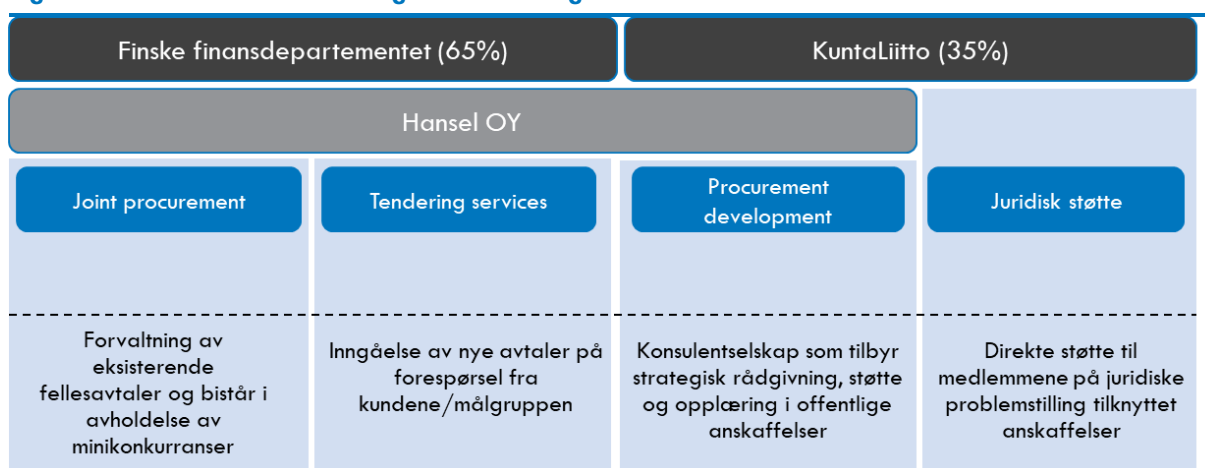 Finske finansdepartementet (65%)
KuntaLiitto (35%)
Hansel OY
Joint procurement
Tendering services
Procurement
development
Juridisk støtte
Forvaltning av
eksisterende
fellesavtaler og bistår i
avholdelse av
minikonkurranser
Inngåelse av nye avtaler på
forespørsel fra
kundene/målgruppen
Konsulentselskap som tilbyr
strategisk rådgivning, støtte
og opplæring i offentlige
anskaffelser
Direkte støtte til
medlemmene på juridiske
problemstilling tilknyttet
anskaffelser